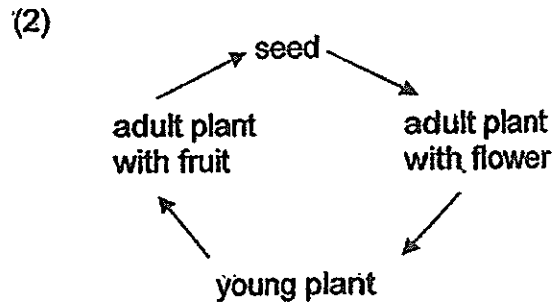 (2)
seed
adult plant
with fruit
adult plant
with flower
young plant